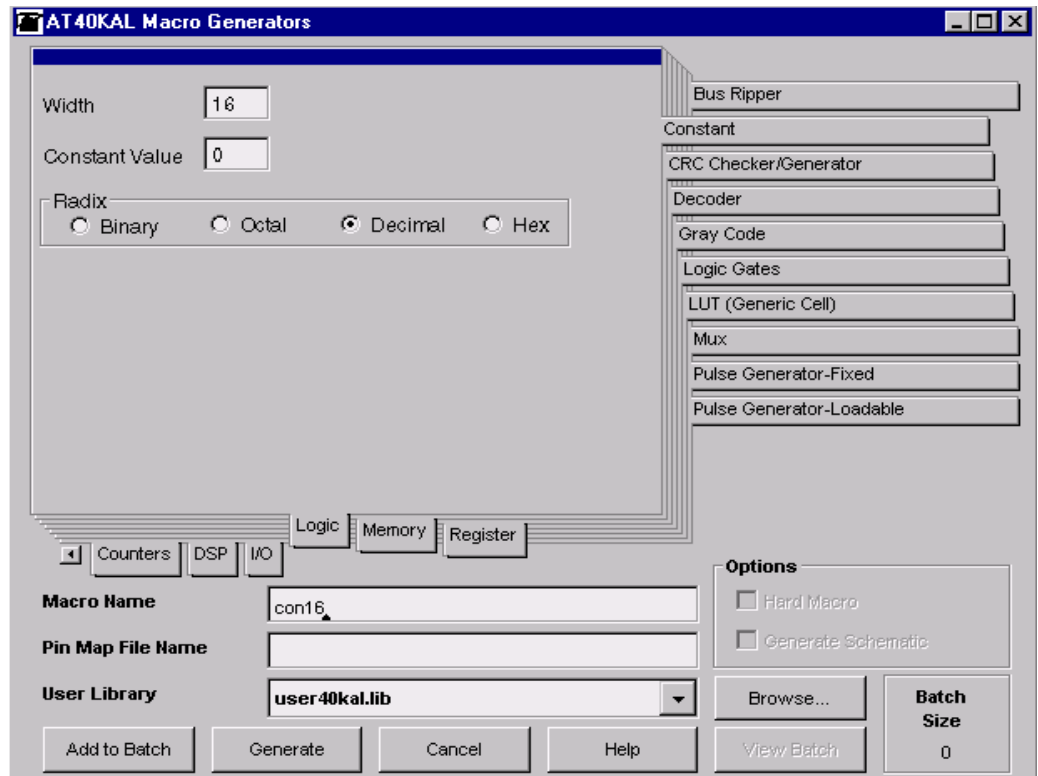 AT40KAL Macro Generators
Width 16
Constant Value 0
Radix
Binary Octal Decimal Hex
Bus Ripper
Constant
CRC Checker/Generator
Decoder
Gray Code
Logic Gates
LUT (Generic Cell)
Mux
Pulse Generator-Fixed
Pulse Generator-Loadable
Counters DSP I/O Logic Memory Register
Macro Name con16
Pin Map File Name
User Library user40kal.lib
Options
Hard Macro
Generate Schematic
Browse...
Batch Size
0
Add to Batch Generate Cancel Help View Batch